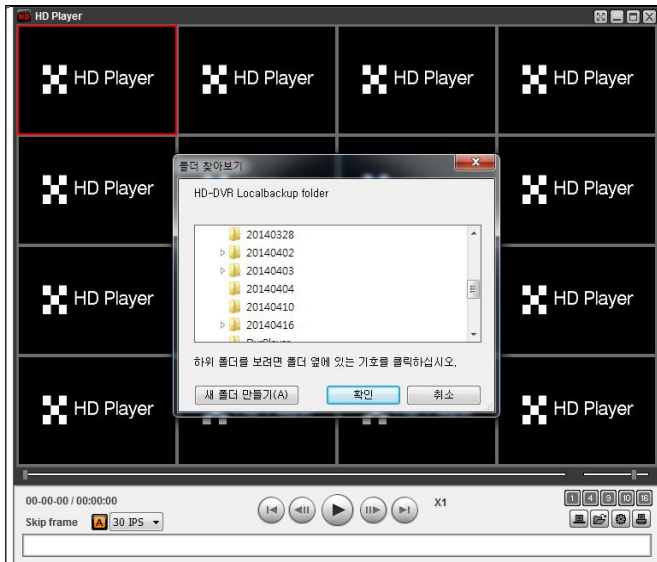 HD HD Player
HD Player HD Player HD Player HD Player
폴더 찾아보기
HD-DVR Localbackup folder
HD Player HD Player
20140328
20140402
20140403
20140404
20140410
20140416
DvrPlayer
HD Player HD Player
하위 폴더를 보려면 폴더 옆에 있는 기호를 클릭하십시오.
새 폴더 만들기(A) 확인 취소
HD Player HD Player
00-00-00 / 00:00:00 X1 1 4 9 10 16
Skip frame A 30 IPS